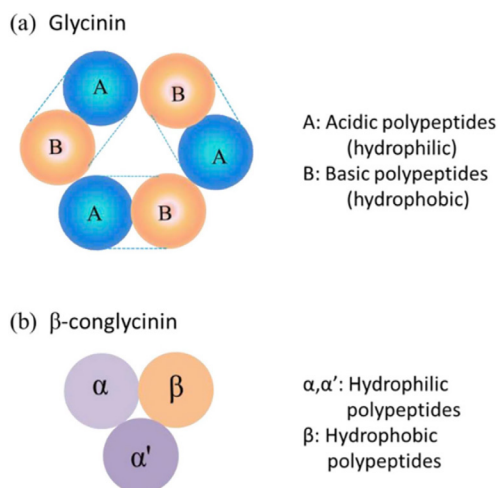 (a) Glycinin
A
B
B
A
A
B
A: Acidic polypeptides
(hydrophilic)
B: Basic polypeptides
(hydrophobic)
(b) β-conglycinin
α
β
α'
α,α’: Hydrophilic
polypeptides
β: Hydrophobic
polypeptides